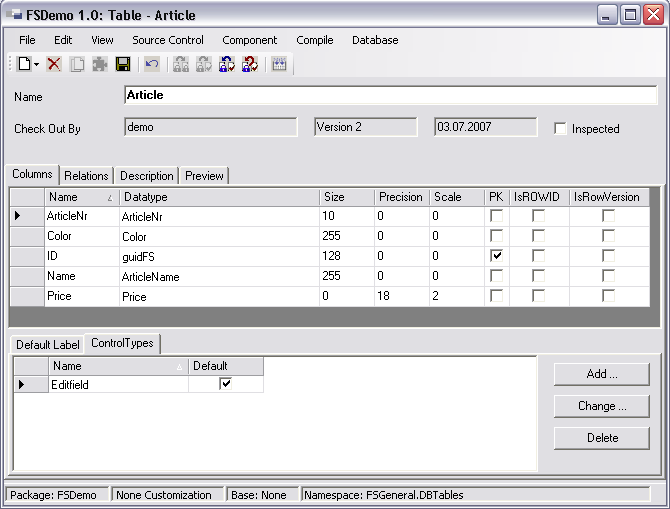 FSDemo 1.0: Table - Article
File Edit View Source Control Component Compile Database
Name Article
Check Out By demo Version 2 03.07.2007 Inspected
Columns Relations Description Preview
Name Datatype Size Precision Scale PK IsROWID IsRowVersion
ArticleNr ArticleNr 10 0 0
Color Color 255 0 0
ID guidFS 128 0 0
Name ArticleName 255 0 0
Price Price 0 18 2
Default Label ControlTypes
Name Default
Editfield
Add ...
Change ...
Delete
Package: FSDemo None Customization Base: None Namespace: FSGeneral.DBTables